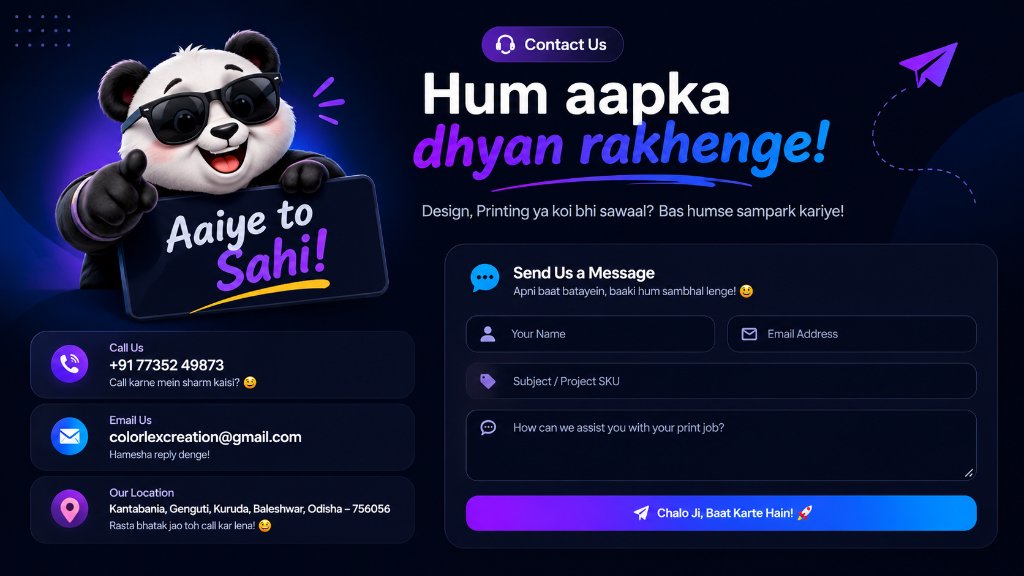 Contact Us
Hum aapka
dhyan rakhenge!
Design, Printing ya koi bhi sawaal? Bas humse sampark kariye!
Aaiye to
Sahi!
Call Us
+91 77352 49873
Call karne mein sharm kaisi? 😉
Email Us
colorlexcreation@gmail.com
Hamesha reply denge!
Our Location
Kantabania, Genguti, Kuruda, Baleshwar, Odisha – 756056
Rasta bhatak jao toh call kar lena! 😄
Send Us a Message
Apni baat batayein, baaki hum sambhal lenge! 😉
Your Name
Email Address
Subject / Project SKU
How can we assist you with your print job?
Chalo Ji, Baat Karte Hain! 🚀